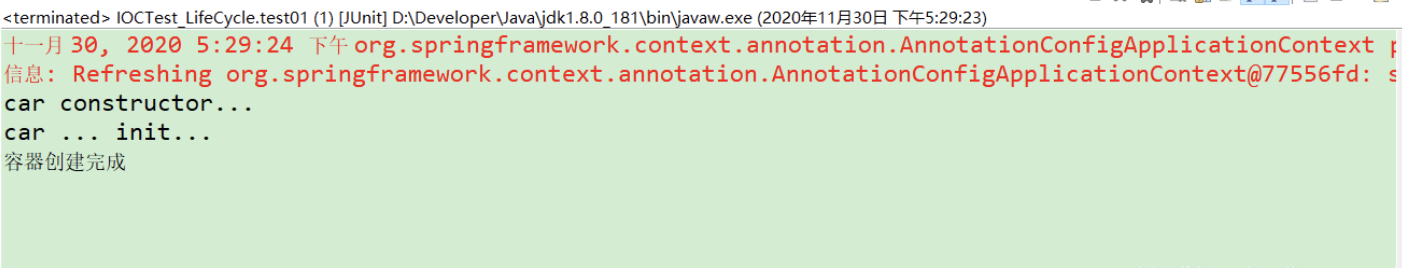 <terminated> IOCTest_LifeCycle.test01 (1) [JUnit] D:\Developer\Java\jdk1.8.0_181\bin\javaw.exe (2020年11月30日 下午5:29:23)
十一月 30, 2020 5:29:24 下午 org.springframework.context.annotation.AnnotationConfigApplicationContext
信息: Refreshing org.springframework.context.annotation.AnnotationConfigApplicationContext@77556fd: s
car constructor...
car ... init...
容器创建完成